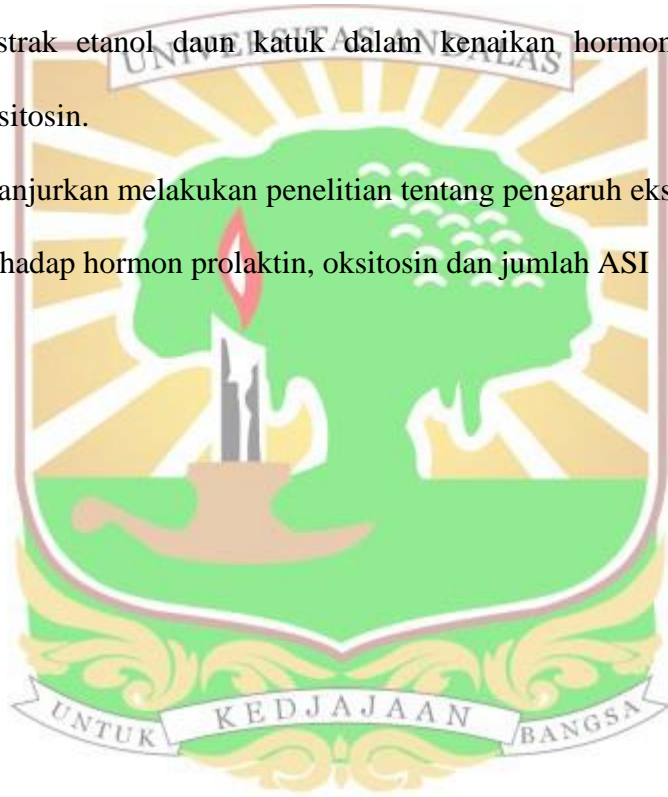 strak etanol daun katuk dalam kenaikan hormon
UNIVERSITAS ANDALAS
sitosin.
anjurkan melakukan penelitian tentang pengaruh eks
hadap hormon prolaktin, oksitosin dan jumlah ASI
UNTUK KEDJAJAAN BANGSA